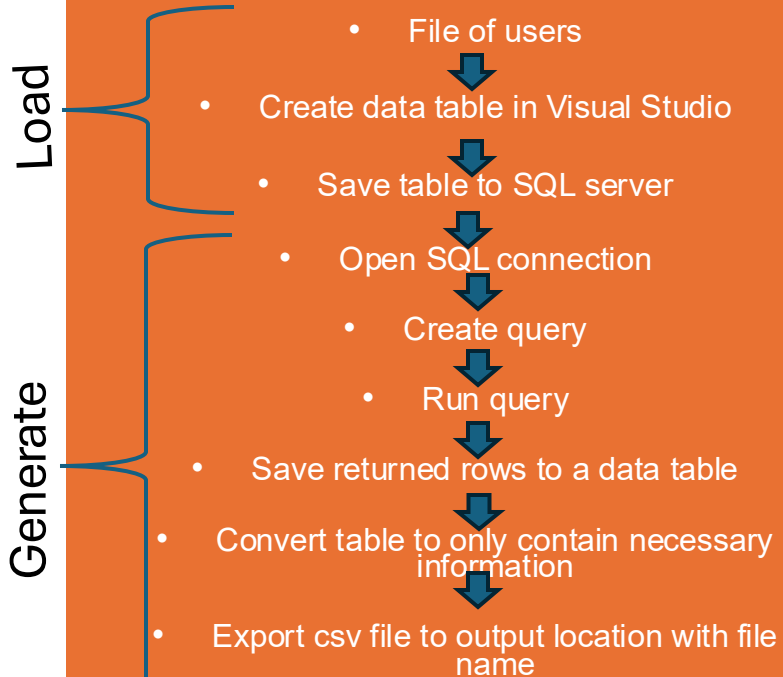 Load
• File of users
• Create data table in Visual Studio
• Save table to SQL server
Generate
• Open SQL connection
• Create query
• Run query
• Save returned rows to a data table
• Convert table to only contain necessary
information
• Export csv file to output location with file
name